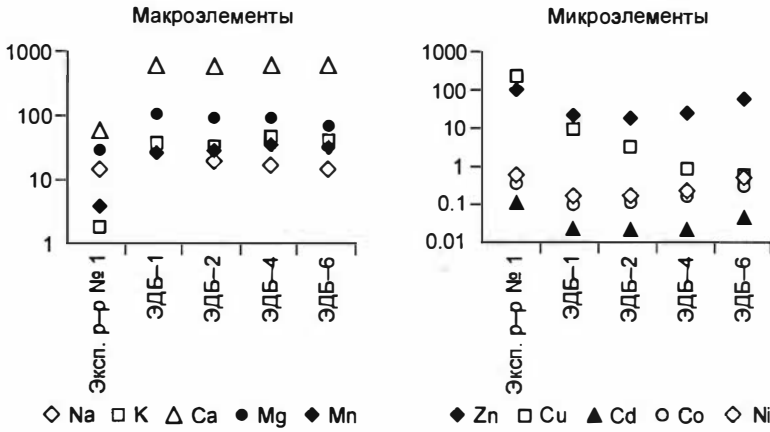 Макроэлементы
1000
100
10
1
Эксп. р–р № 1
ЭДБ–1
ЭДБ–2
ЭДБ–4
ЭДБ–6
Na K Ca Mg Mn
Микроэлементы
1000
100
10
1
0.1
0.01
Эксп. р–р № 1
ЭДБ–1
ЭДБ–2
ЭДБ–4
ЭДБ–6
Zn Cu Cd Co Ni